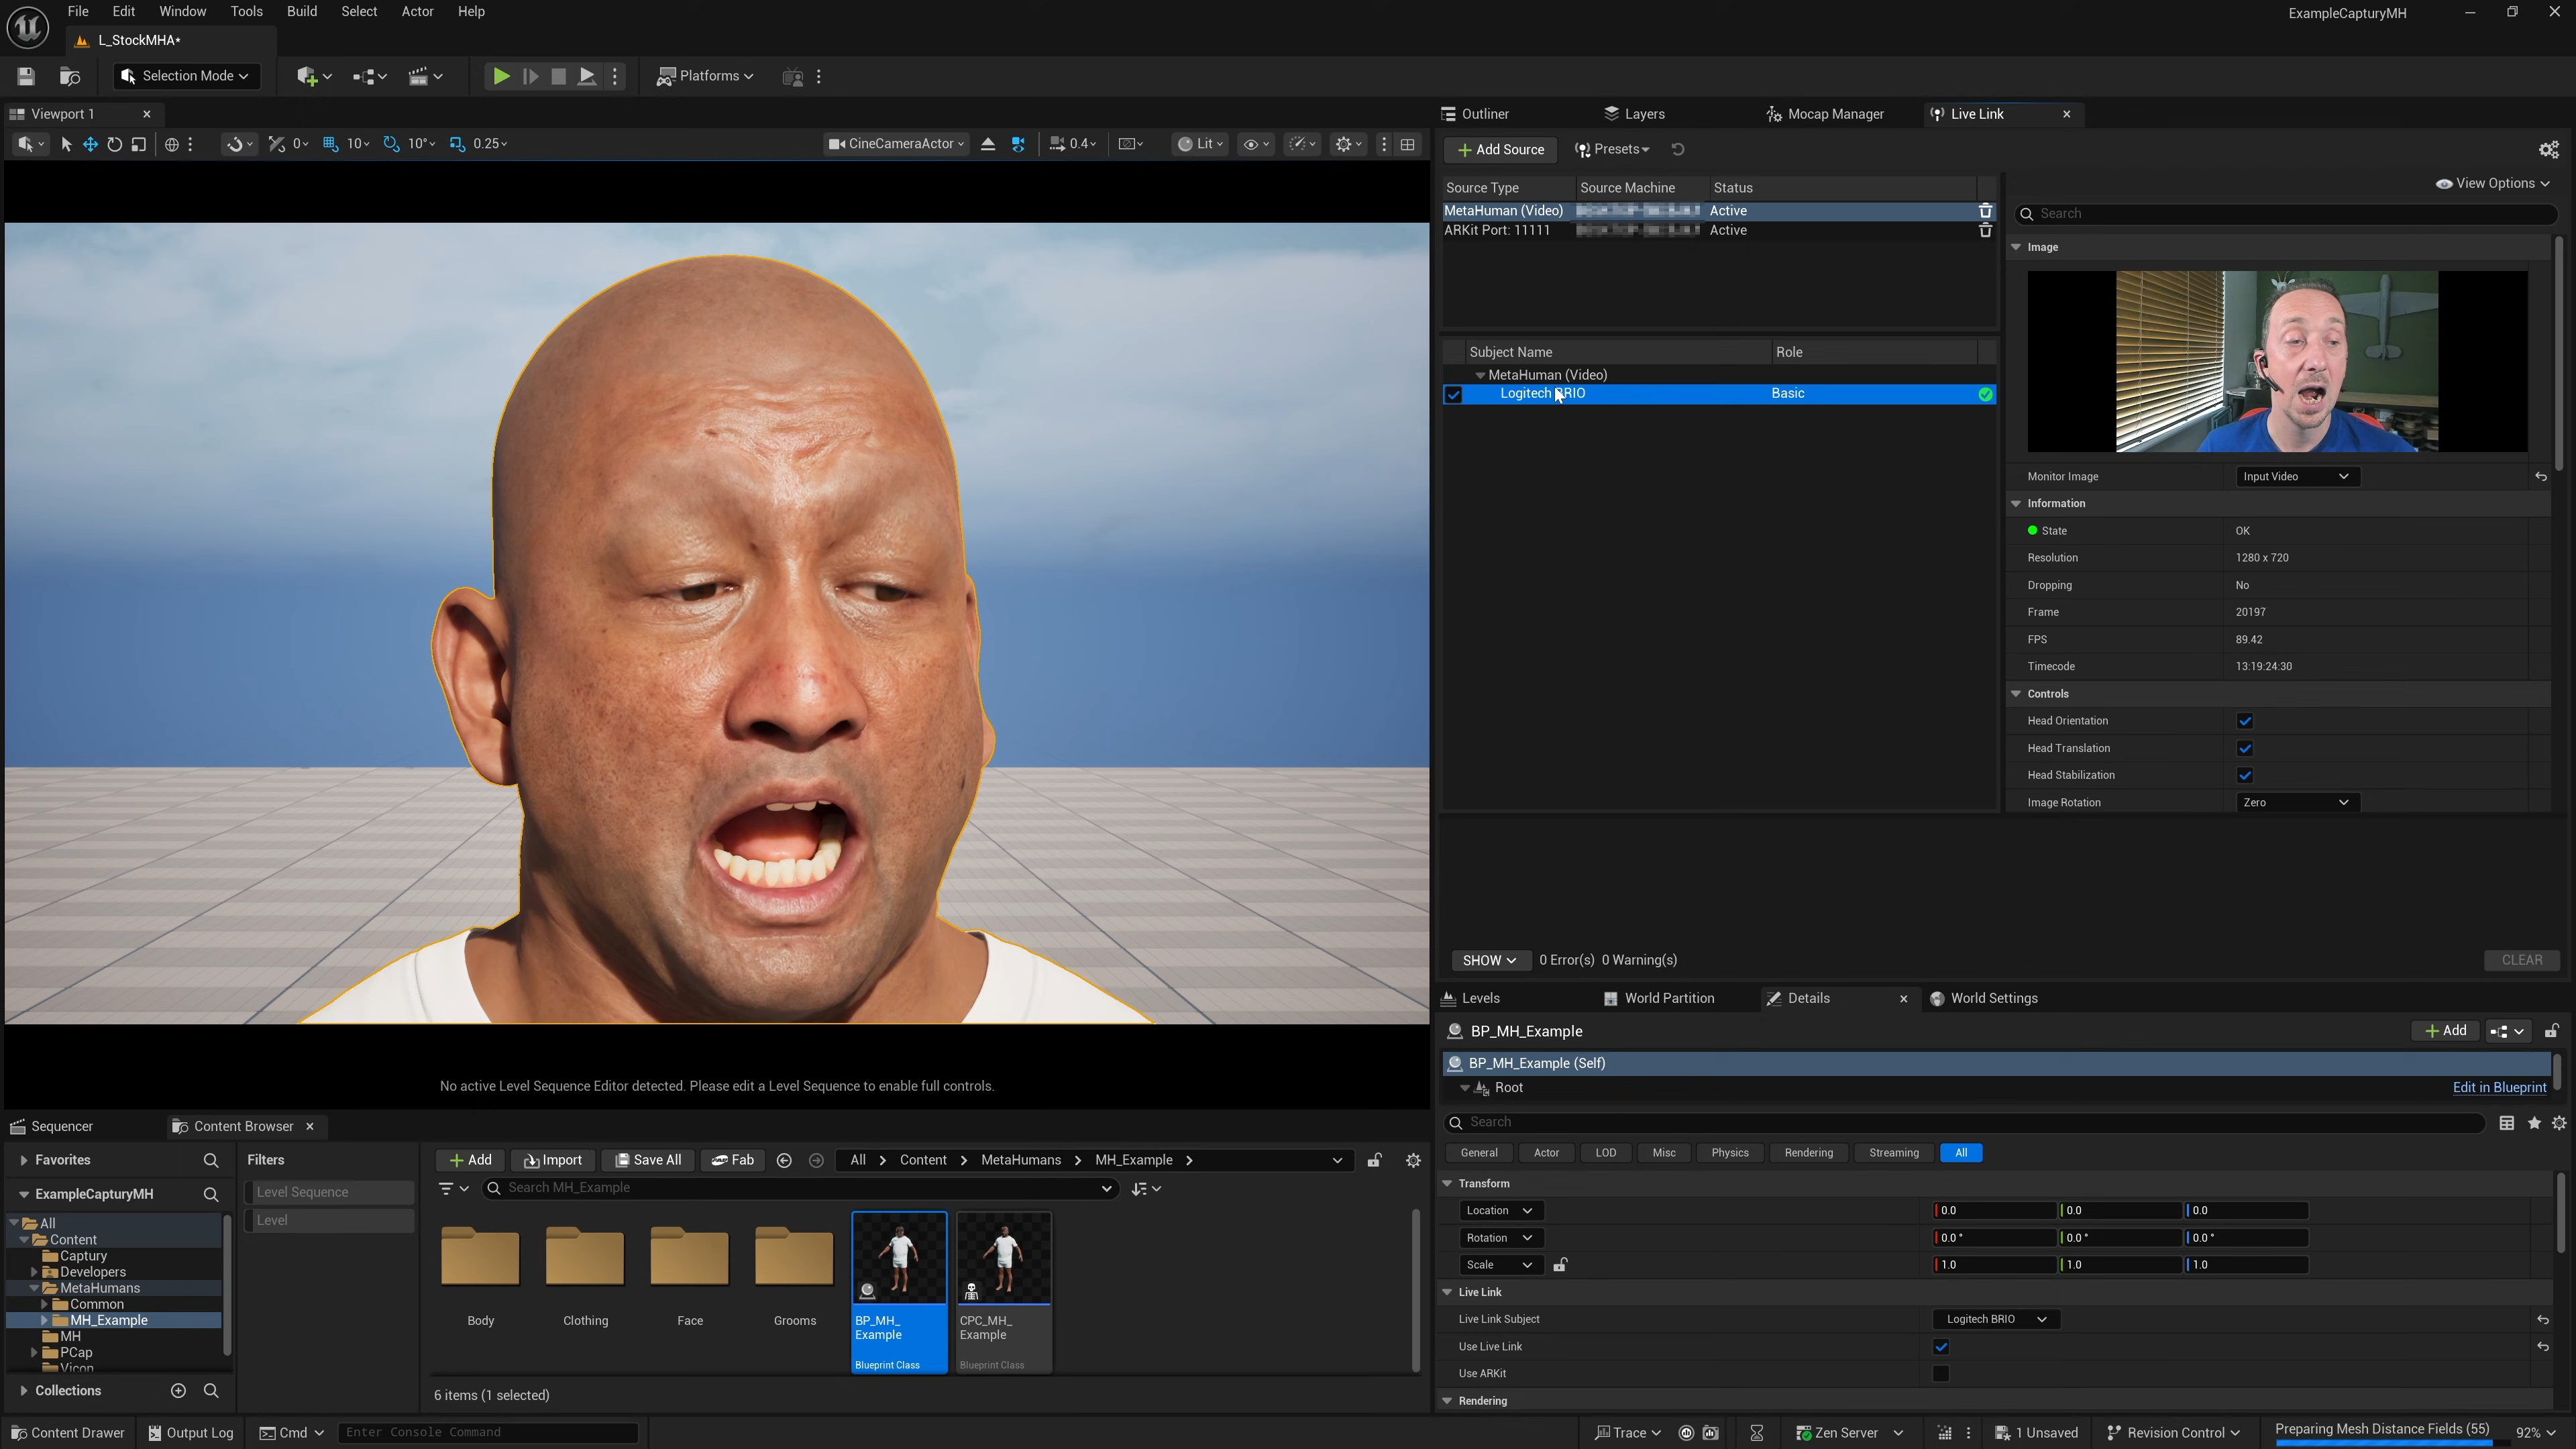 File Edit Window Tools Build Select Actor Help
ExampleCapturyMH
L_StockMHA*
Selection Mode
Platforms
Viewport 1
0
10
10°
0.25
CineCameraActor
0.4
Lit
Outliner
Layers
Mocap Manager
Live Link
Add Source
Presets
View Options
Source Type Source Machine Status
MetaHuman (Video) Active
ARKit Port: 11111 Active
Search
Image
Subject Name Role
MetaHuman (Video)
Logitech BRIO Basic
Monitor Image Input Video
Information
State OK
Resolution 1280 x 720
Dropping No
Frame 20197
FPS 89.42
Timecode 13:19:24:30
Controls
Head Orientation
Head Translation
Head Stabilization
Image Rotation Zero
SHOW 0 Error(s) 0 Warning(s)
CLEAR
Levels
World Partition
Details
World Settings
BP_MH_Example
Add
BP_MH_Example (Self)
Root
Edit in Blueprint
Search
General Actor LOD Misc Physics Rendering Streaming All
Transform
Location 0.0 0.0 0.0
Rotation 0.0 ° 0.0 ° 0.0 °
Scale 1.0 1.0 1.0
Live Link
Live Link Subject Logitech BRIO
Use Live Link
Use ARKit
Rendering
No active Level Sequence Editor detected. Please edit a Level Sequence to enable full controls.
Sequencer
Content Browser
Favorites
ExampleCapturyMH
All
Content
Captury
Developers
MetaHumans
Common
MH_Example
MH
PCap
Vicon
Collections
Filters
Level Sequence
Level
Add
Import
Save All
Fab
All > Content > MetaHumans > MH_Example >
Search MH_Example
Body
Clothing
Face
Grooms
BP_MH_
Example
Blueprint Class
CPC_MH_
Example
Blueprint Class
6 items (1 selected)
Content Drawer
Output Log
Cmd
Enter Console Command
Trace
Zen Server
1 Unsaved
Revision Control
Preparing Mesh Distance Fields (55)
92%